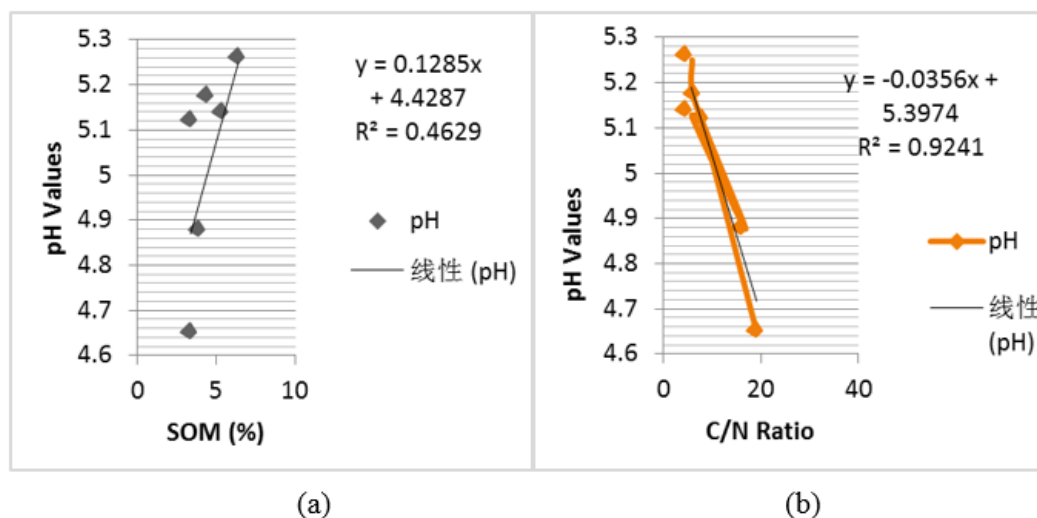 5.3
5.2
5.1
5
4.9
4.8
4.7
4.6
pH Values
0 5 10
SOM (%)
y = 0.1285x
+ 4.4287
R² = 0.4629
pH
线性 (pH)
(a)
5.3
5.2
5.1
5
4.9
4.8
4.7
4.6
pH Values
0 20 40
C/N Ratio
y = -0.0356x +
5.3974
R² = 0.9241
pH
线性
(pH)
(b)